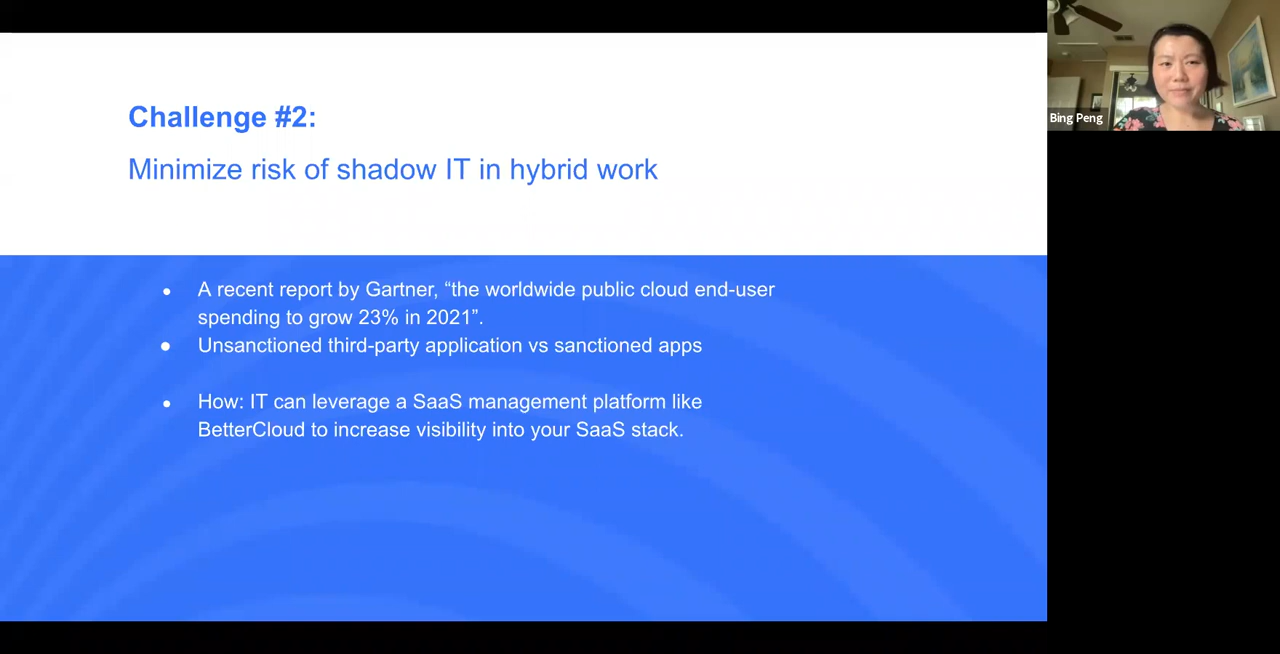 Challenge #2:
Minimize risk of shadow IT in hybrid work
● A recent report by Gartner, “the worldwide public cloud end-user
spending to grow 23% in 2021”.
● Unsanctioned third-party application vs sanctioned apps
● How: IT can leverage a SaaS management platform like
BetterCloud to increase visibility into your SaaS stack.
Bing Peng